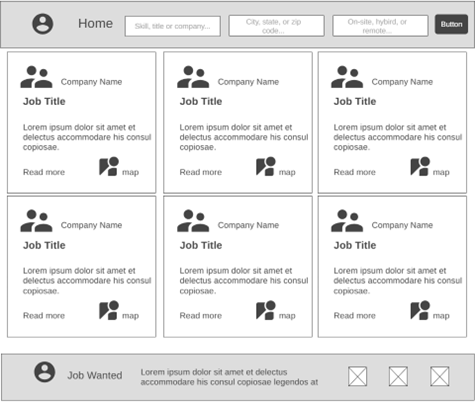 Home
Skill, title or company...
City, state, or zip
code...
On-site, hybird, or
remote...
Button
Company Name
Job Title
Lorem ipsum dolor sit amet et
delectus accommodare his consul
copiosae.
Read more
map
Company Name
Job Title
Lorem ipsum dolor sit amet et
delectus accommodare his consul
copiosae.
Read more
map
Company Name
Job Title
Lorem ipsum dolor sit amet et
delectus accommodare his consul
copiosae.
Read more
map
Company Name
Job Title
Lorem ipsum dolor sit amet et
delectus accommodare his consul
copiosae.
Read more
map
Company Name
Job Title
Lorem ipsum dolor sit amet et
delectus accommodare his consul
copiosae.
Read more
map
Company Name
Job Title
Lorem ipsum dolor sit amet et
delectus accommodare his consul
copiosae.
Read more
map
Job Wanted
Lorem ipsum dolor sit amet et delectus
accommodare his consul copiosae legendos at